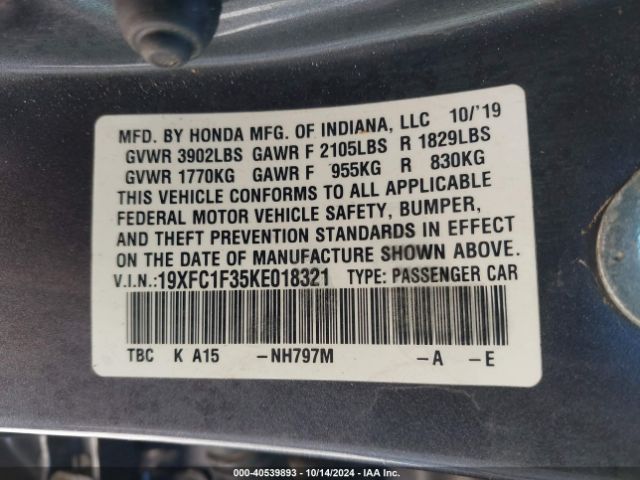 MFD. BY HONDA MFG. OF INDIANA, LLC 10/'19
GVWR 3902LBS GAWR F 2105LBS R 1829LBS
GVWR 1770KG GAWR F 955KG R 830KG
THIS VEHICLE CONFORMS TO ALL APPLICABLE
FEDERAL MOTOR VEHICLE SAFETY, BUMPER,
AND THEFT PREVENTION STANDARDS IN EFFECT
ON THE DATE OF MANUFACTURE SHOWN ABOVE.
V.I.N.:19XFC1F35KE018321 TYPE: PASSENGER CAR
TBC K A15 -NH797M -A -E
000-40539893 | 10/14/2024 - IAA Inc.